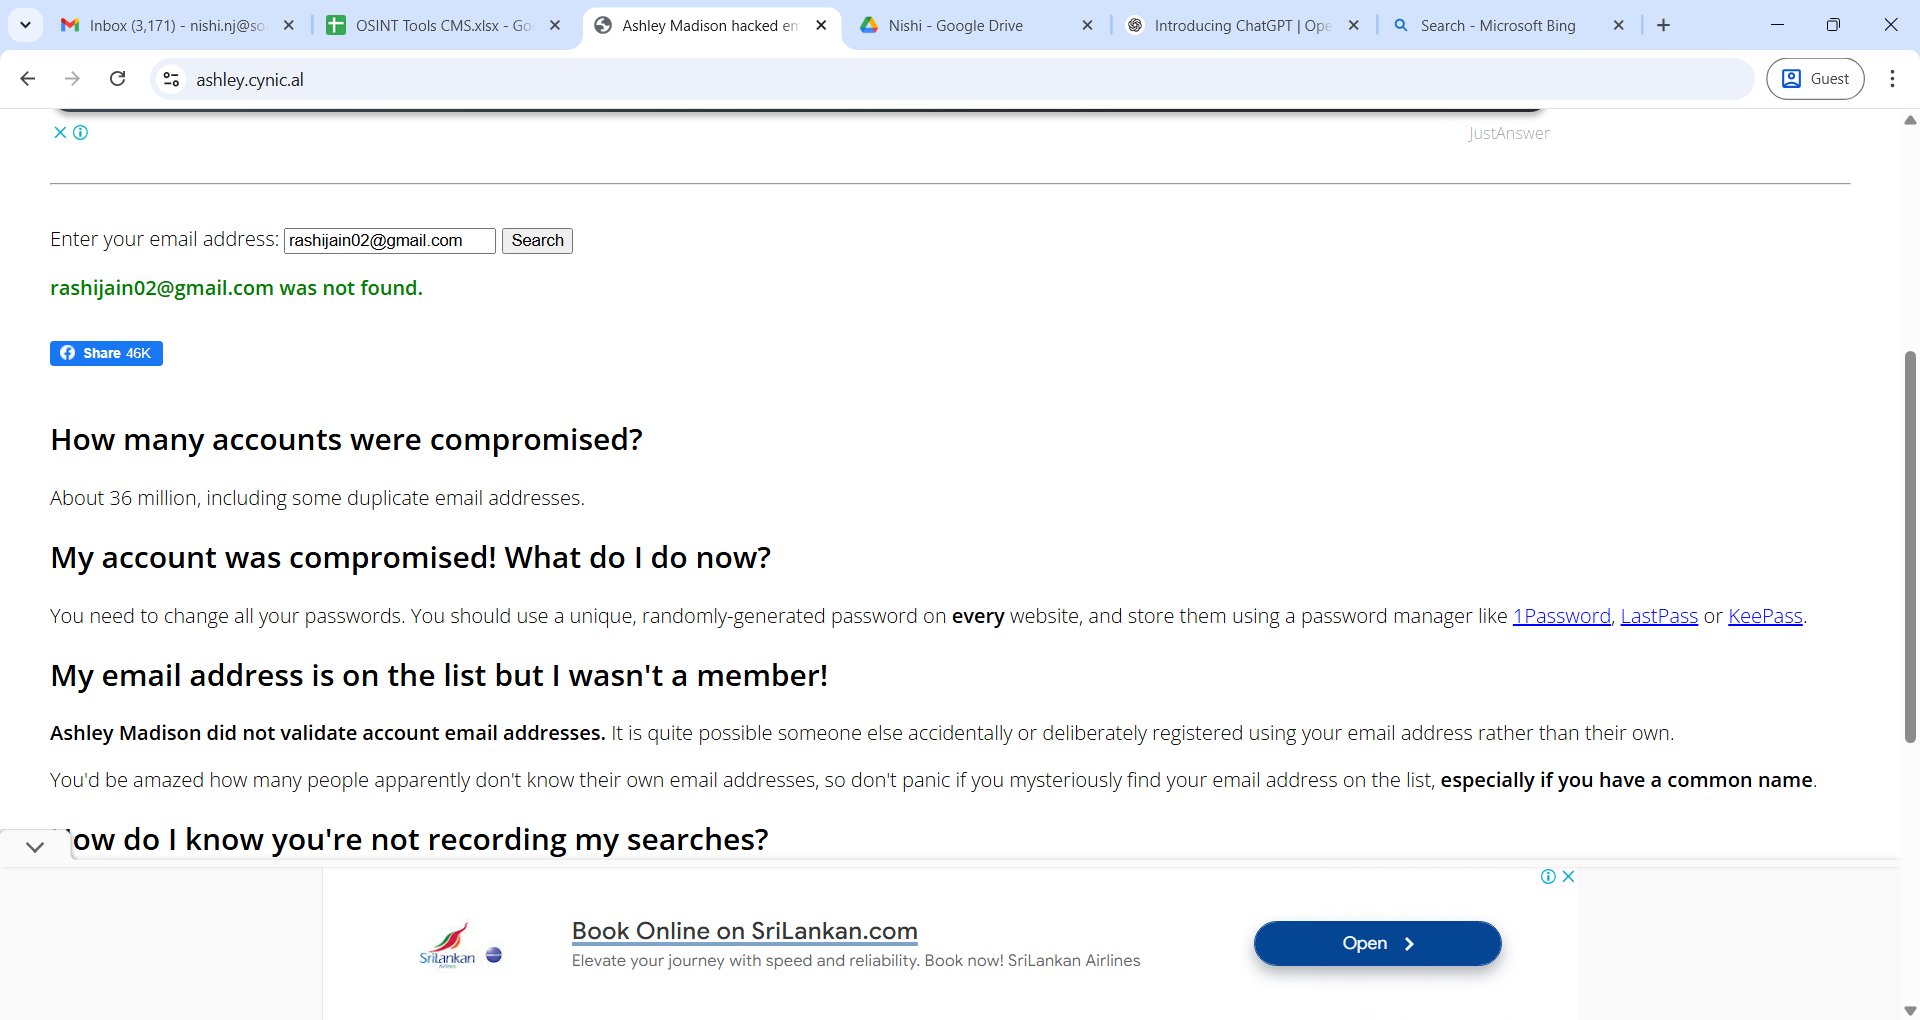 Inbox (3,171) - nishi.nj@so
OSINT Tools CMS.xlsx - Go
Ashley Madison hacked em
Nishi - Google Drive
Introducing ChatGPT | Ope
Search - Microsoft Bing
ashley.cynic.al
Guest
JustAnswer
Enter your email address: rashijain02@gmail.com Search
rashijain02@gmail.com was not found.
Share 46K
How many accounts were compromised?
About 36 million, including some duplicate email addresses.
My account was compromised! What do I do now?
You need to change all your passwords. You should use a unique, randomly-generated password on every website, and store them using a password manager like 1Password, LastPass or KeePass.
My email address is on the list but I wasn't a member!
Ashley Madison did not validate account email addresses. It is quite possible someone else accidentally or deliberately registered using your email address rather than their own.
You'd be amazed how many people apparently don't know their own email addresses, so don't panic if you mysteriously find your email address on the list, especially if you have a common name.
ow do I know you're not recording my searches?
Book Online on SriLankan.com
Elevate your journey with speed and reliability. Book now! SriLankan Airlines
SriLankan
Airlines
Open